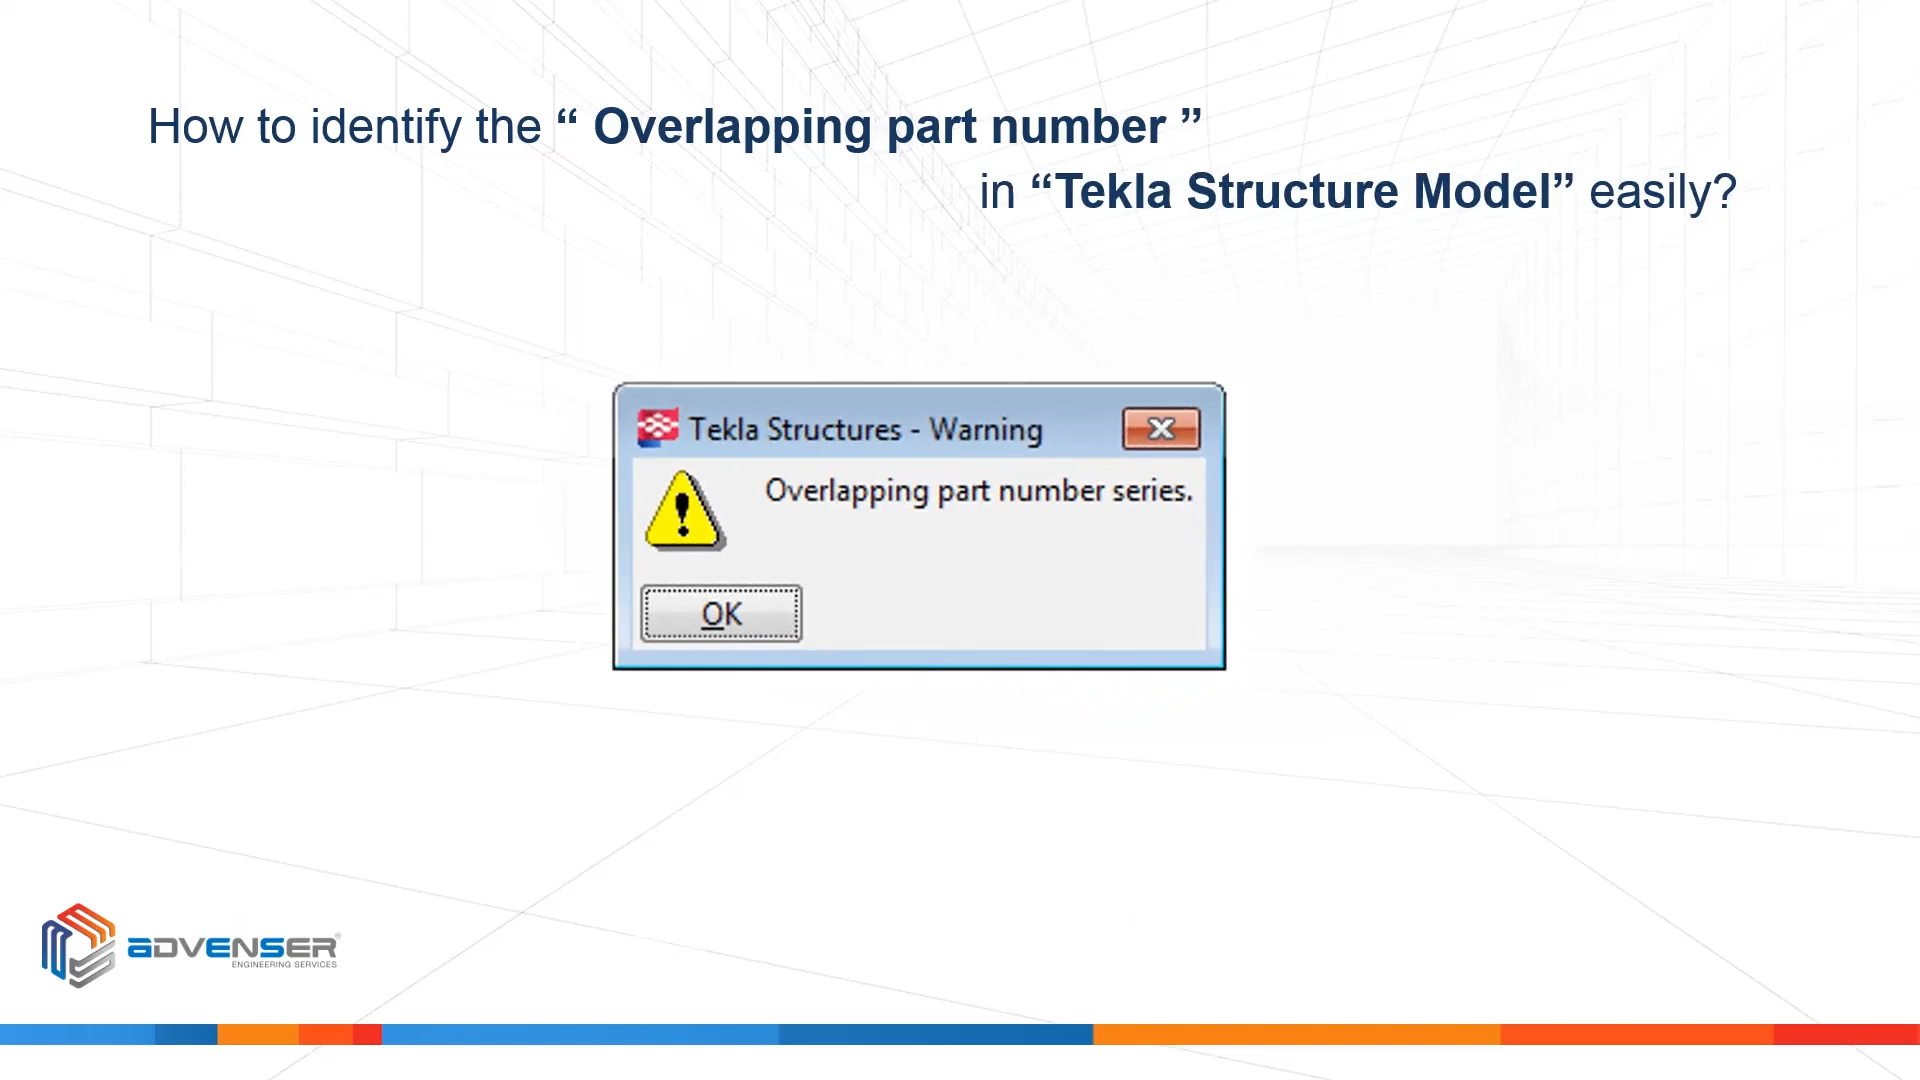 How to identify the “ Overlapping part number ”
in “Tekla Structure Model” easily?
Tekla Structures - Warning
Overlapping part number series.
OK
ADVENSER®
ENGINEERING SERVICES